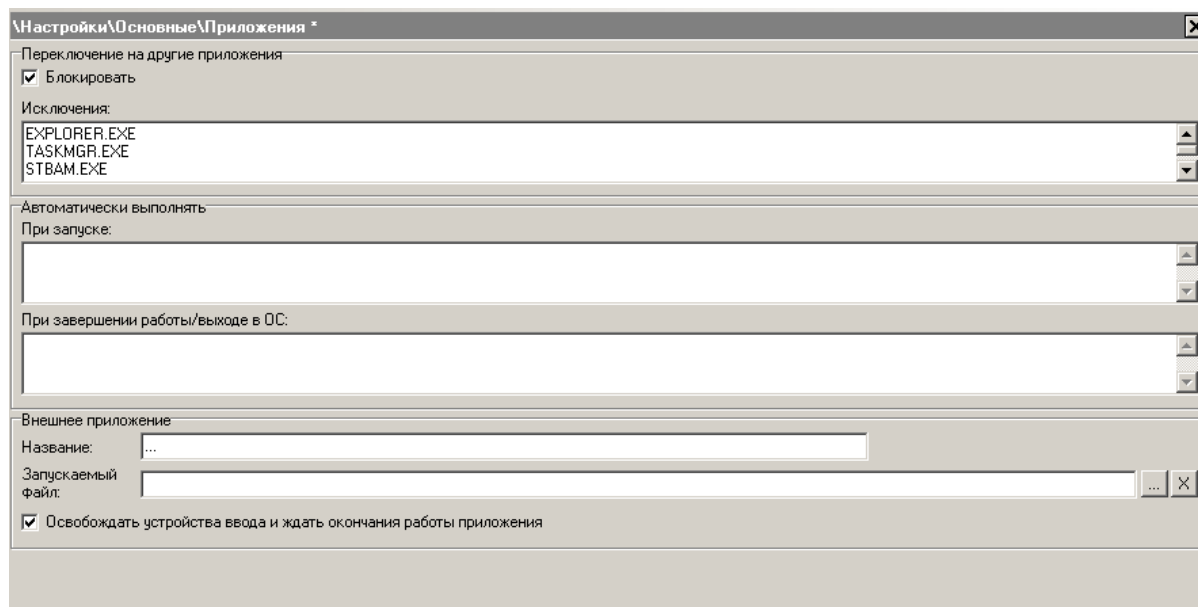 \Настройки\Основные\Приложения *
Переключение на другие приложения
Блокировать
Исключения:
EXPLORER.EXE
TASKMGR.EXE
STBAM.EXE
Автоматически выполнять
При запуске:
При завершении работы/выходе в ОС:
Внешнее приложение
Название:
...
Запускаемый
файл:
... X
Освобождать устройства ввода и ждать окончания работы приложения